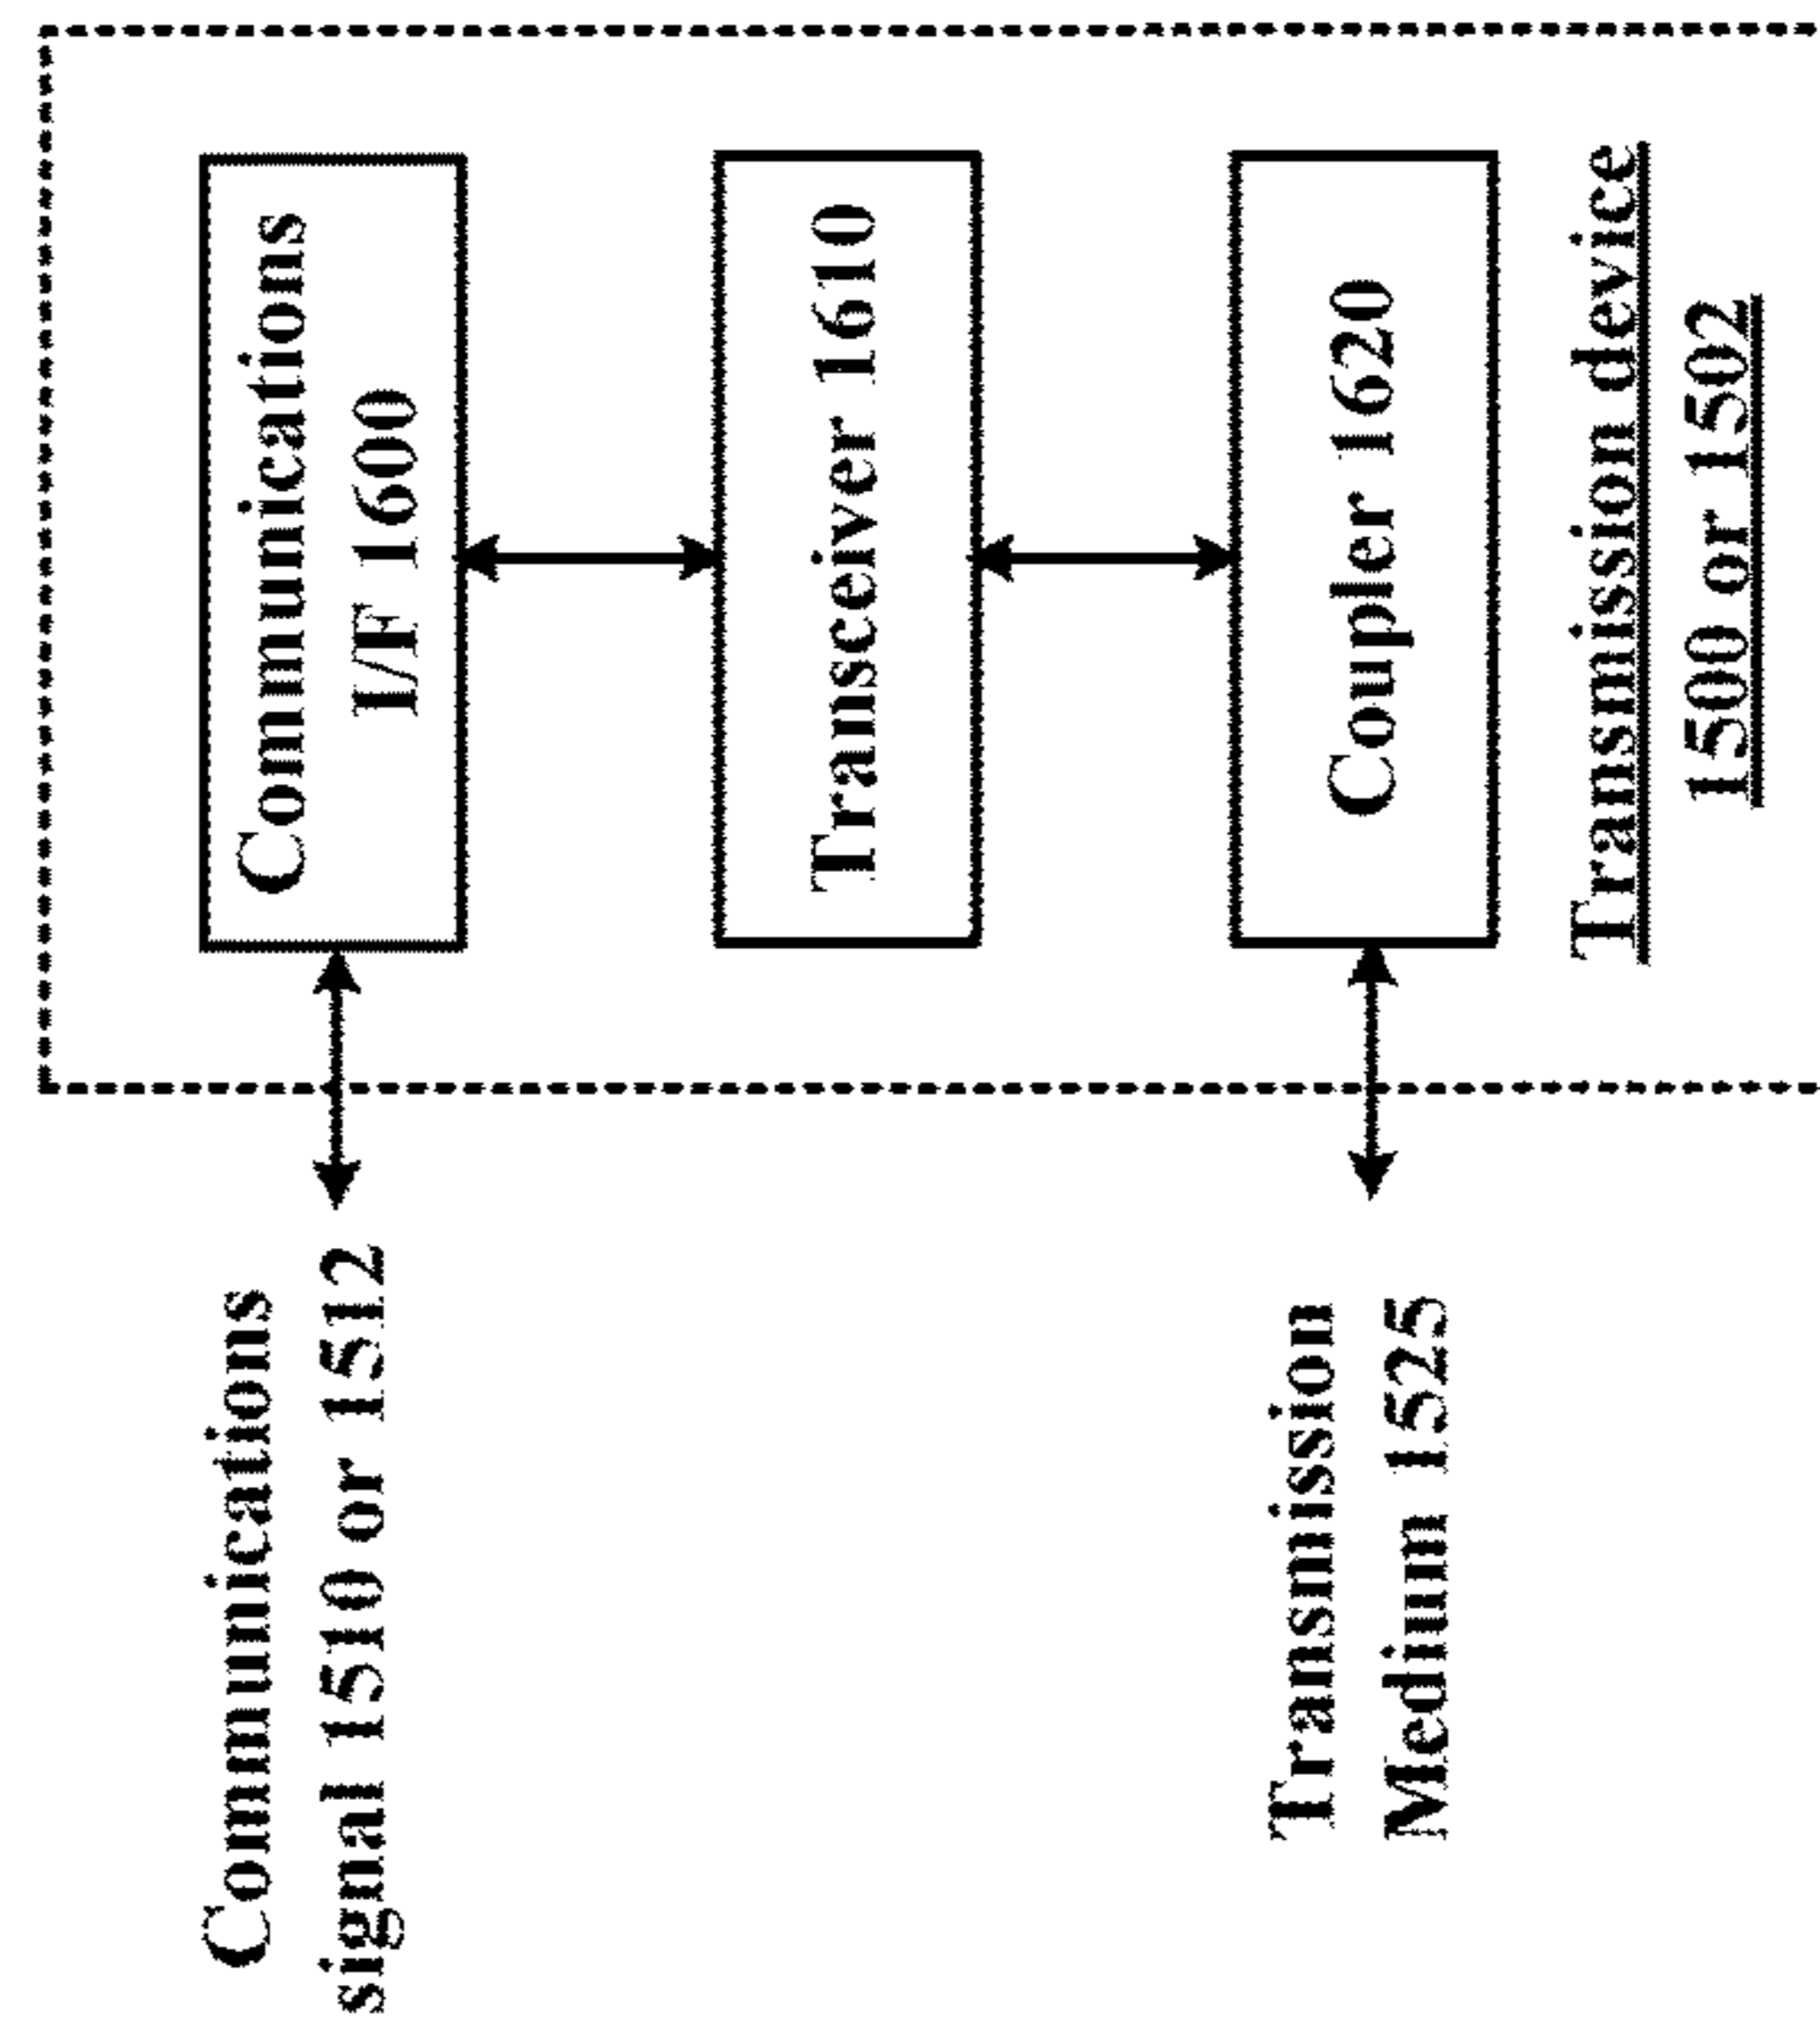 Communications
signal 1510 or 1512
Communications
I/F 1600
Transceiver 1610
Transmission
Medium 1525
Coupler 1620
Transmission device
1500 or 1502